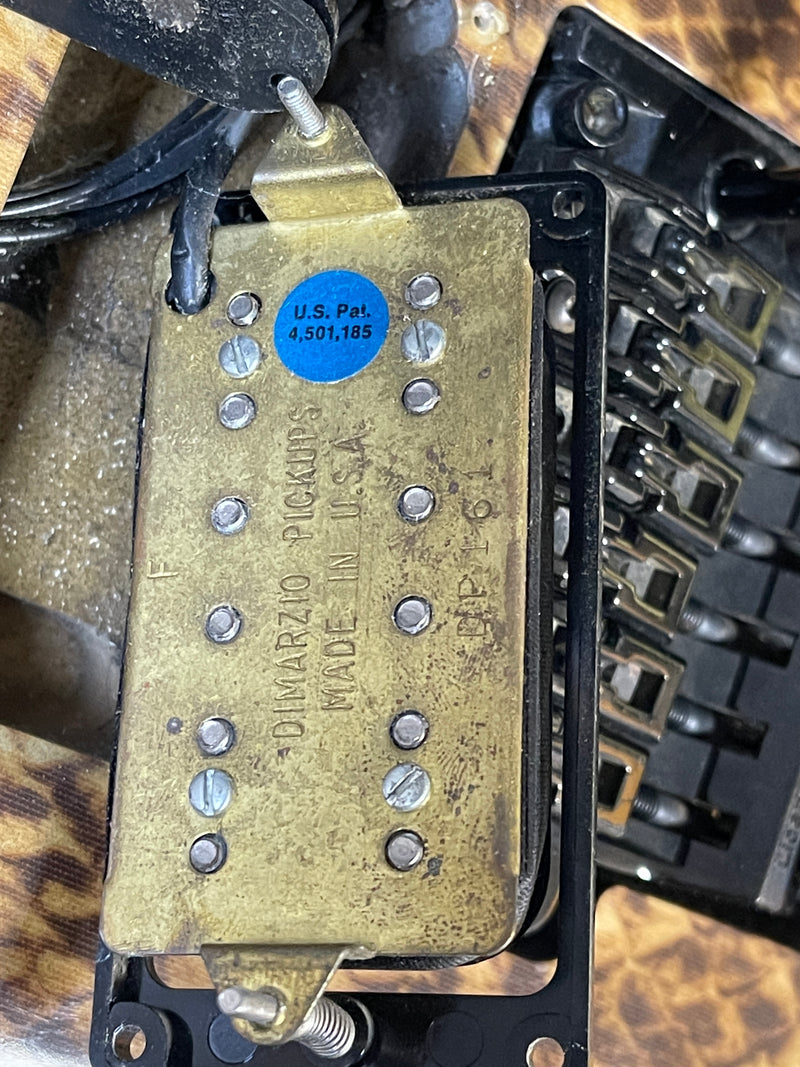 U.S. Pat.
4,501,185
DIMARZIO PICKUPS
MADE IN U.S.A.
F
DP161